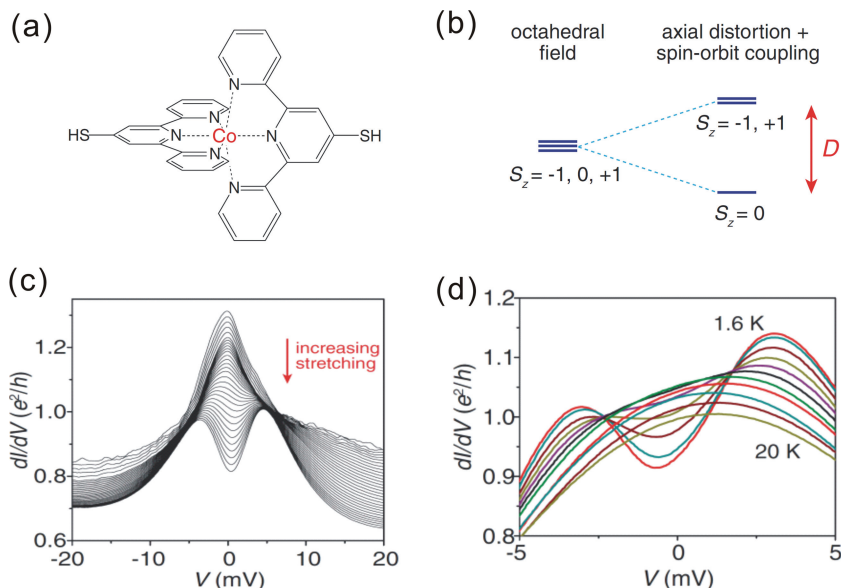 (a)
N
N
N
HS
N
Co
N
SH
N
(b)
octahedral
field
axial distortion +
spin-orbit coupling
S_z = -1, +1
D
S_z = -1, 0, +1
S_z = 0
(c)
dI/dV (e²/h)
1.2
1.0
0.8
0.6
increasing
stretching
-20
-10
0
10
20
V (mV)
(d)
dI/dV (e²/h)
1.2
1.1
1.0
0.9
0.8
1.6 K
20 K
-5
0
5
V (mV)